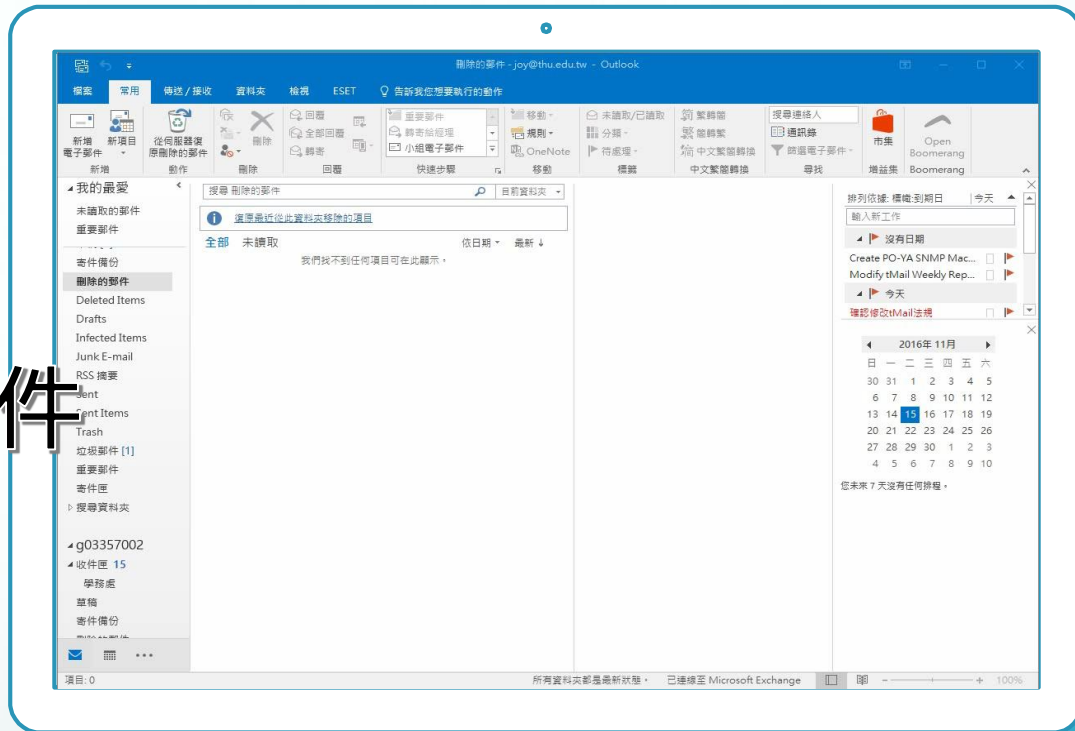 刪除的郵件 - joy@thu.edu.tw - Outlook
檔案 常用 傳送/接收 資料夾 檢視 ESET 告訴我您想要執行的動作
新增電子郵件 新項目 從伺服器復原刪除的郵件 刪除 回覆 全部回覆 轉寄 重要郵件 轉寄給經理 小組電子郵件 移動 規則 OneNote 未讀取/已讀取 分類 待處理 繁轉簡 簡轉繁 中文繁簡轉換 搜尋連絡人 通訊錄 篩選電子郵件 市集 Open Boomerang
新增 動作 刪除 回覆 快速步驟 移動 標籤 中文繁簡轉換 尋找 增益集 Boomerang
我的最愛
未讀取的郵件
重要郵件
寄件備份
刪除的郵件
Deleted Items
Drafts
Infected Items
Junk E-mail
RSS 摘要
Sent
Sent Items
Trash
垃圾郵件 [1]
重要郵件
寄件匣
搜尋資料夾
g03357002
收件匣 15
學務處
草稿
寄件備份
件
搜尋 刪除的郵件 目前資料夾
復原最近從此資料夾移除的項目
全部 未讀取 依日期 最新 ↓
我們找不到任何項目可在此顯示。
排列依據: 標幟:到期日 今天
輸入新工作
沒有日期
Create PO-YA SNMP Mac...
Modify tMail Weekly Rep...
今天
確認修改tMail法規
2016年 11月
日 一 二 三 四 五 六
30 31 1 2 3 4 5
6 7 8 9 10 11 12
13 14 15 16 17 18 19
20 21 22 23 24 25 26
27 28 29 30 1 2 3
4 5 6 7 8 9 10
您未來 7 天沒有任何排程。
項目: 0 所有資料夾都是最新狀態。 已連線至 Microsoft Exchange 100%